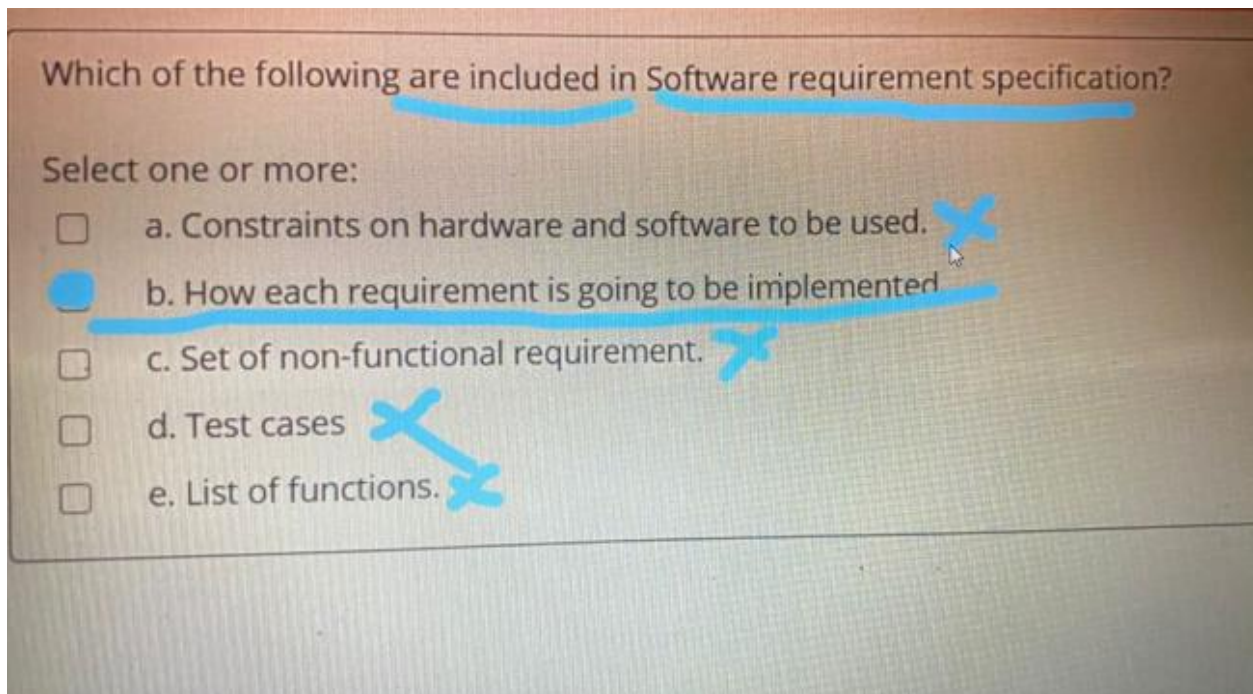 Which of the following are included in Software requirement specification?
Select one or more:
a. Constraints on hardware and software to be used.
b. How each requirement is going to be implemented
c. Set of non-functional requirement.
d. Test cases
e. List of functions.